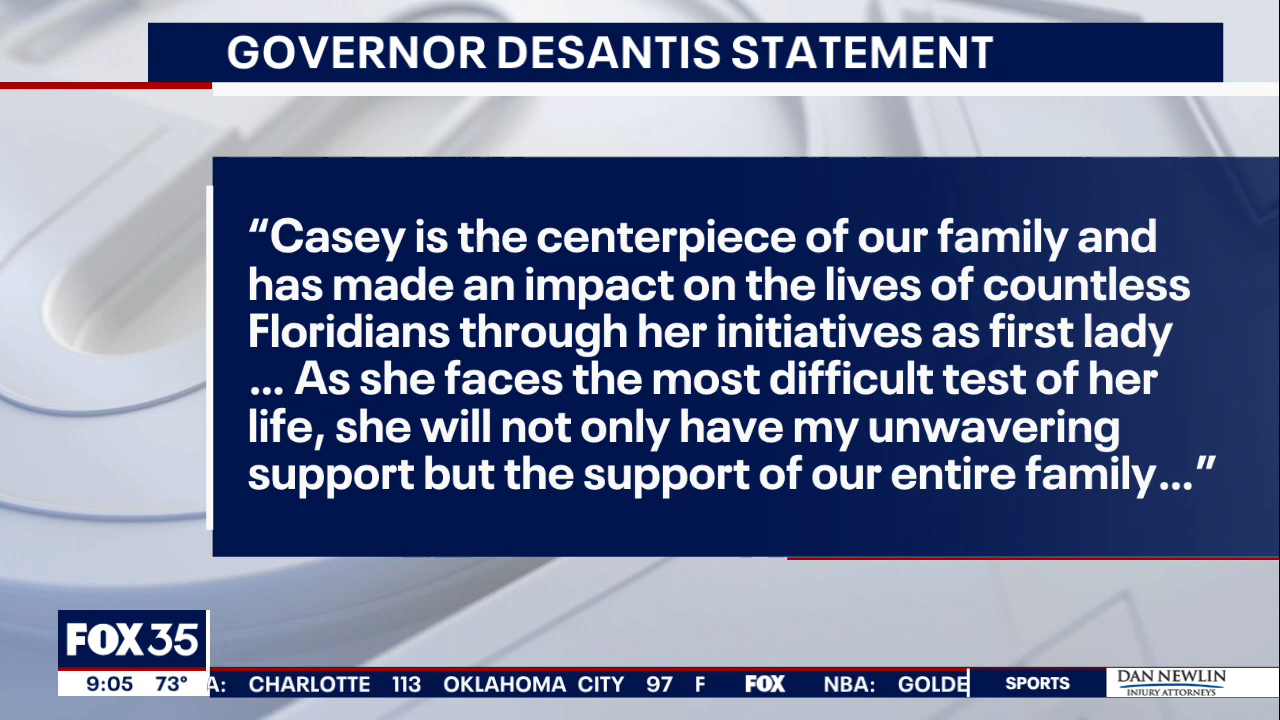 GOVERNOR DESANTIS STATEMENT
“Casey is the centerpiece of our family and
has made an impact on the lives of countless
Floridians through her initiatives as first lady
... As she faces the most difficult test of her
life, she will not only have my unwavering
support but the support of our entire family...”
FOX 35
9:05 73° A: CHARLOTTE 113 OKLAHOMA CITY 97 F FOX NBA: GOLDE SPORTS DAN NEWLIN
INJURY ATTORNEYS